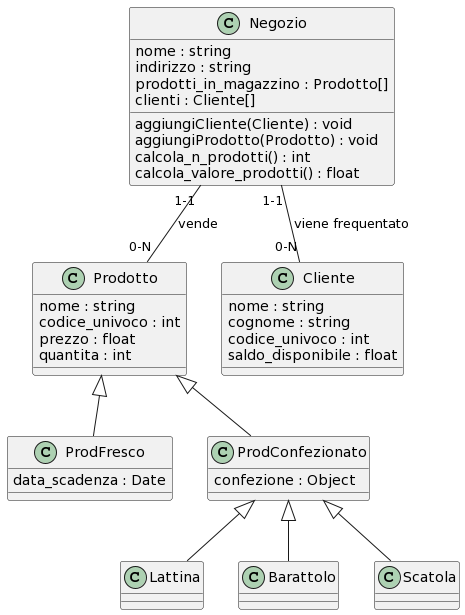 C Negozio
nome : string
indirizzo : string
prodotti_in_magazzino : Prodotto[]
clienti : Cliente[]
aggiungiCliente(Cliente) : void
aggiungiProdotto(Prodotto) : void
calcola_n_prodotti() : int
calcola_valore_prodotti() : float
1-1
1-1
vende
viene frequentato
0-N
0-N
C Prodotto
nome : string
codice_univoco : int
prezzo : float
quantita : int
C Cliente
nome : string
cognome : string
codice_univoco : int
saldo_disponibile : float
C ProdFresco
data_scadenza : Date
C ProdConfezionato
confezione : Object
C Lattina
C Barattolo
C Scatola